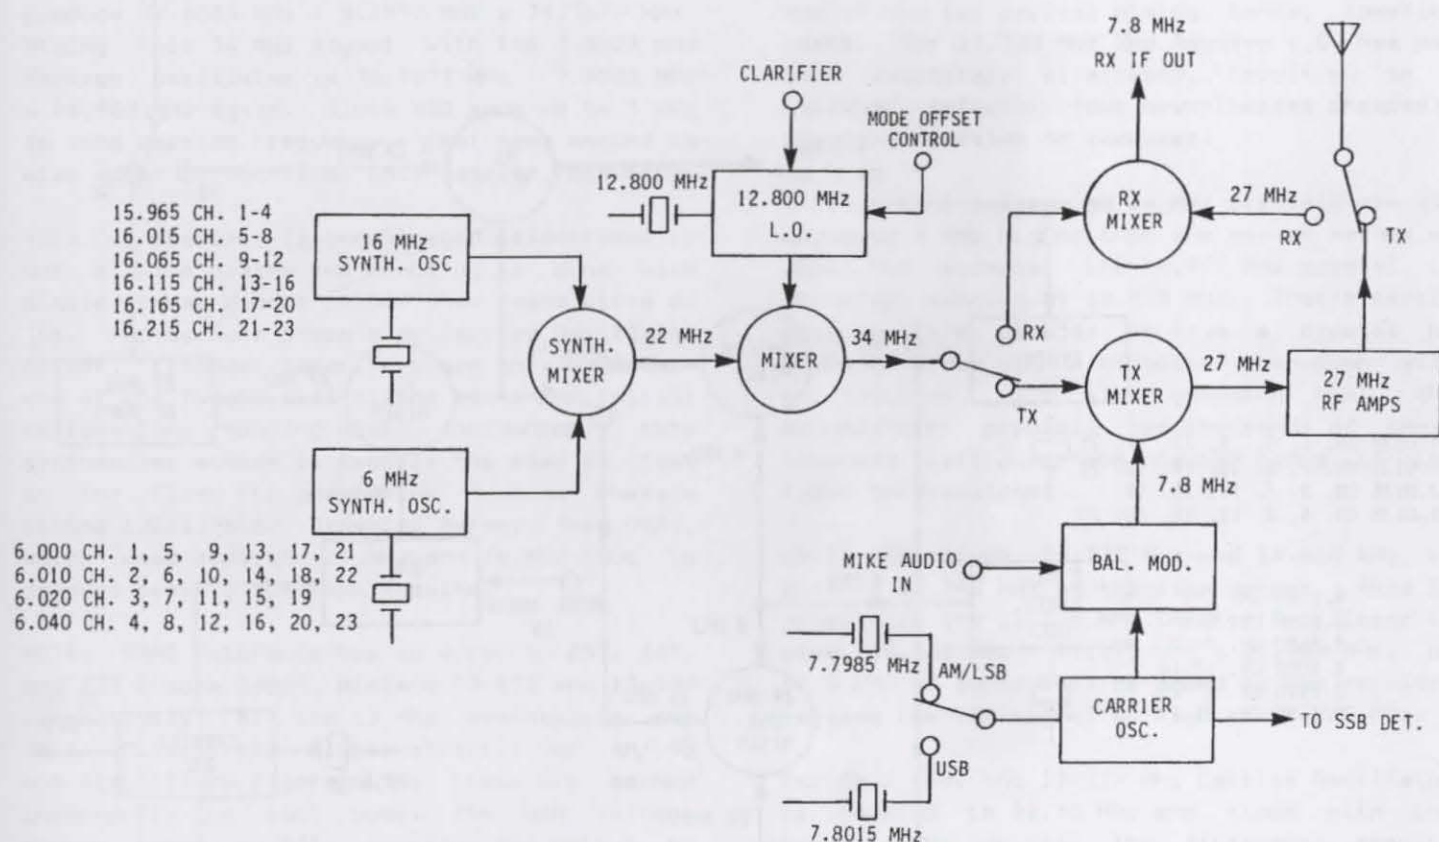 7.8 MHz
RX IF OUT
CLARIFIER
MODE OFFSET
CONTROL
12.800 MHz
12.800 MHz
L.O.
RX
MIXER
27 MHz
RX
TX
15.965 CH. 1-4
16.015 CH. 5-8
16.065 CH. 9-12
16.115 CH. 13-16
16.165 CH. 17-20
16.215 CH. 21-23
16 MHz
SYNTH. OSC
SYNTH.
MIXER
22 MHz
MIXER
34 MHz
RX
TX
TX
MIXER
27 MHz
27 MHz
RF AMPS
6 MHz
SYNTH. OSC.
7.8 MHz
6.000 CH. 1, 5, 9, 13, 17, 21
6.010 CH. 2, 6, 10, 14, 18, 22
6.020 CH. 3, 7, 11, 15, 19
6.040 CH. 4, 8, 12, 16, 20, 23
MIKE AUDIO
IN
BAL. MOD.
7.7985 MHz
AM/LSB
CARRIER
OSC.
TO SSB DET.
USB
7.8015 MHz